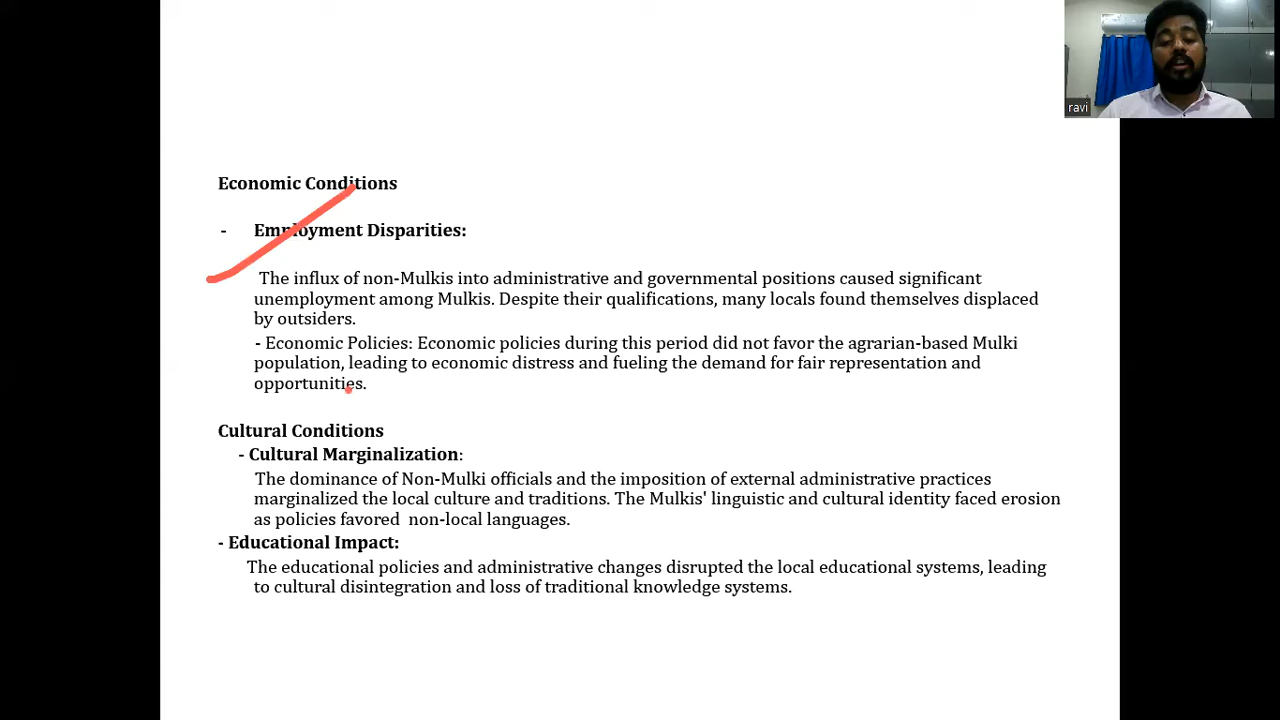 ravi
Economic Conditions
- Employment Disparities:
The influx of non-Mulkis into administrative and governmental positions caused significant
unemployment among Mulkis. Despite their qualifications, many locals found themselves displaced
by outsiders.
- Economic Policies: Economic policies during this period did not favor the agrarian-based Mulki
population, leading to economic distress and fueling the demand for fair representation and
opportunities.
Cultural Conditions
- Cultural Marginalization:
The dominance of Non-Mulki officials and the imposition of external administrative practices
marginalized the local culture and traditions. The Mulkis' linguistic and cultural identity faced erosion
as policies favored non-local languages.
- Educational Impact:
The educational policies and administrative changes disrupted the local educational systems, leading
to cultural disintegration and loss of traditional knowledge systems.